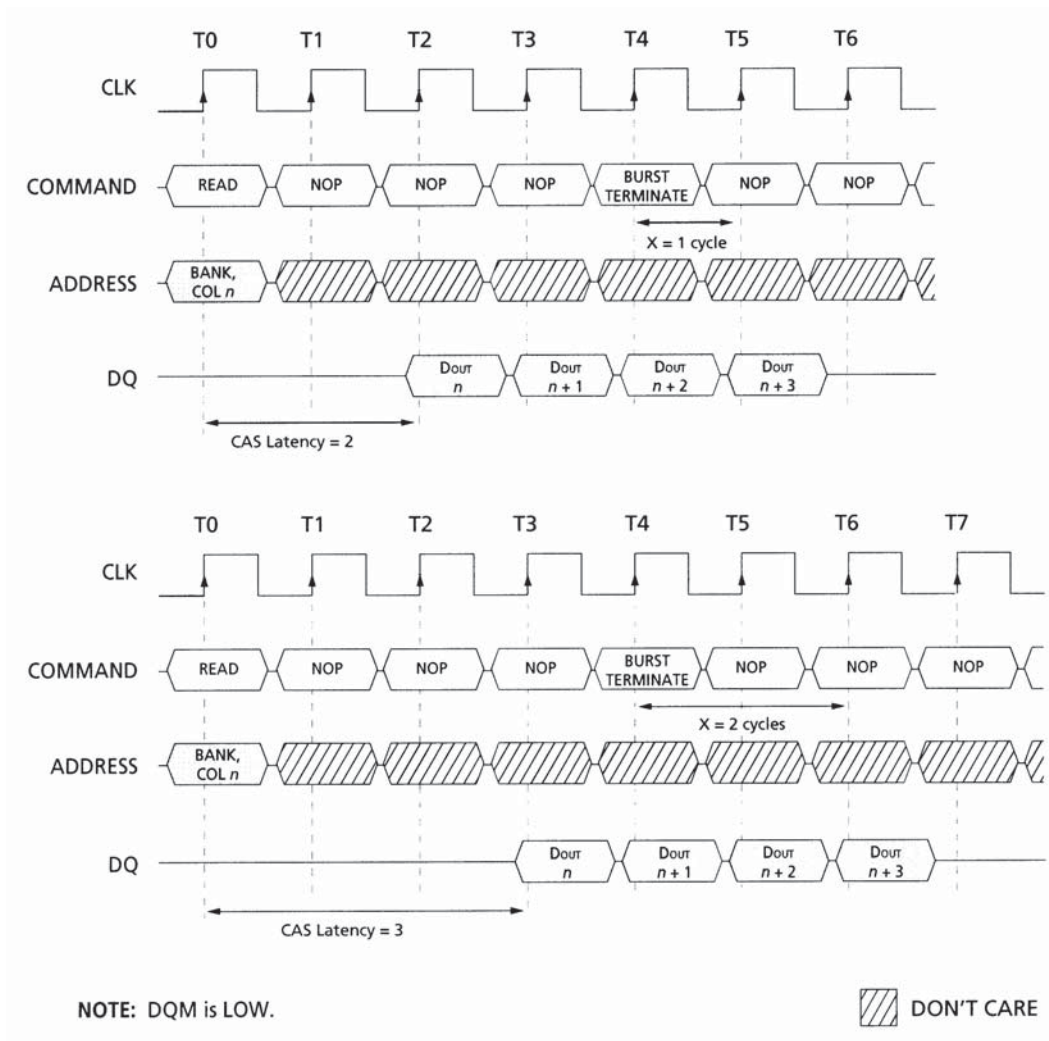 T0 T1 T2 T3 T4 T5 T6
CLK
COMMAND READ NOP NOP NOP BURST TERMINATE NOP NOP
X = 1 cycle
ADDRESS BANK, COL n
DQ DOUT n DOUT n + 1 DOUT n + 2 DOUT n + 3
CAS Latency = 2
T0 T1 T2 T3 T4 T5 T6 T7
CLK
COMMAND READ NOP NOP NOP BURST TERMINATE NOP NOP NOP
X = 2 cycles
ADDRESS BANK, COL n
DQ DOUT n DOUT n + 1 DOUT n + 2 DOUT n + 3
CAS Latency = 3
NOTE: DQM is LOW. DON'T CARE